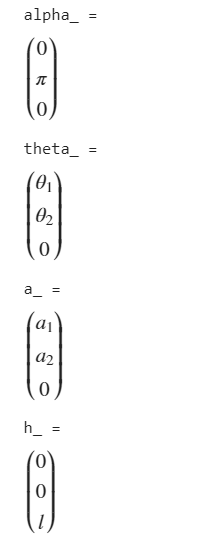 alpha_ =
(0
π
0)
theta_ =
(θ1
θ2
0)
a_ =
(a1
a2
0)
h_ =
(0
0
l)